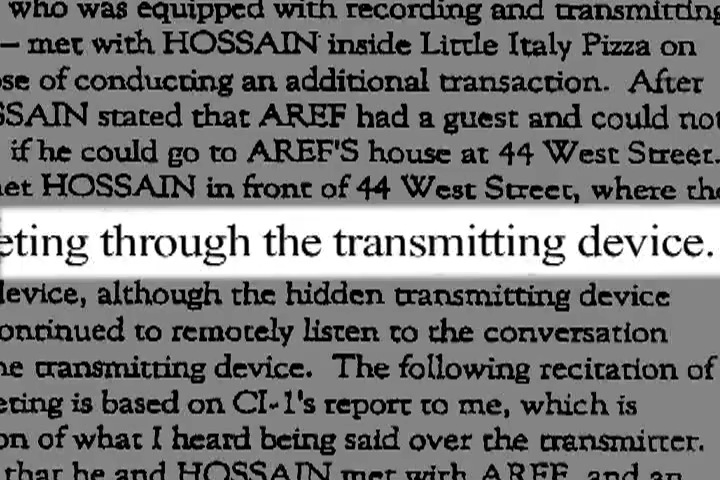 who was equipped with recording and transmitting
– met with HOSSAIN inside Little Italy Pizza on
se of conducting an additional transaction. After
SSAIN stated that AREF had a guest and could not
if he could go to AREF'S house at 44 West Street.
et HOSSAIN in front of 44 West Street, where the
eting through the transmitting device.
device, although the hidden transmitting device
ontinued to remotely listen to the conversation
he transmitting device. The following recitation of
eting is based on CI-1's report to me, which is
on of what I heard being said over the transmitter.
that he and HOSSAIN met with AREF, and an